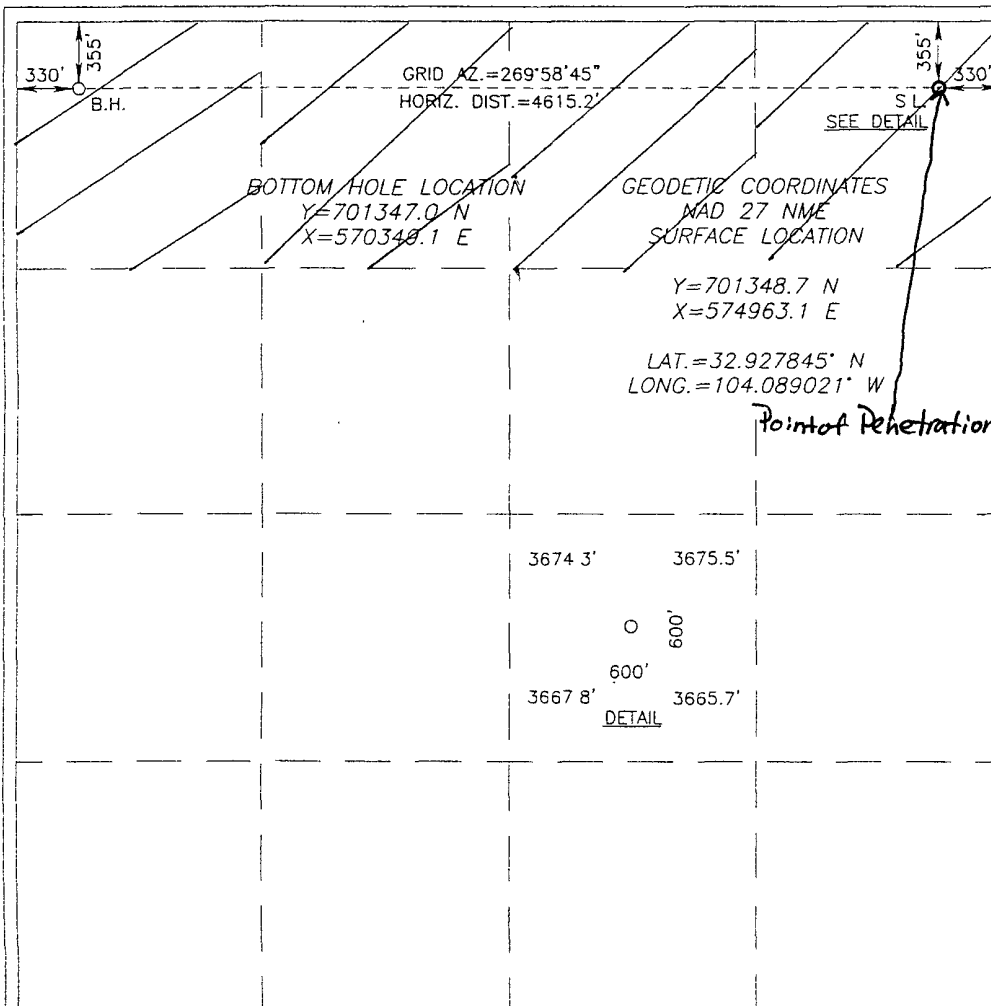 355'
330'
B.H.
GRID AZ.=269°58'45"
HORIZ. DIST.=4615.2'
355'
330'
S L
SEE DETAIL
BOTTOM HOLE LOCATION
Y=701347.0 N
X=570349.1 E
GEODETIC COORDINATES
NAD 27 NME
SURFACE LOCATION
Y=701348.7 N
X=574963.1 E
LAT.=32.927845° N
LONG.=104.089021° W
Point of Penetration
3674 3'
3675.5'
600'
600'
3667 8'
3665.7'
DETAIL